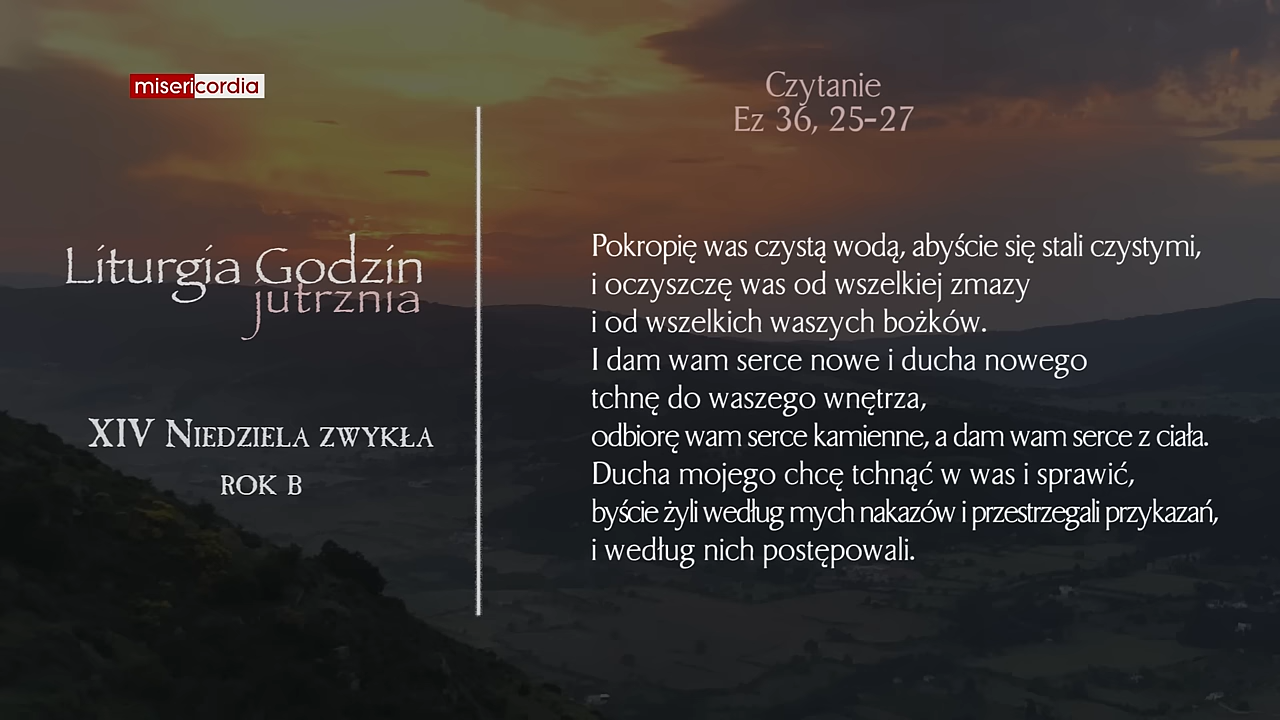 misericordia
Liturgia Godzin
jutrznia
XIV Niedziela zwykła
rok B
Czytanie
Ez 36, 25-27
Pokropię was czystą wodą, abyście się stali czystymi,
i oczyszczę was od wszelkiej zmazy
i od wszelkich waszych bożków.
I dam wam serce nowe i ducha nowego
tchnę do waszego wnętrza,
odbiorę wam serce kamienne, a dam wam serce z ciała.
Ducha mojego chcę tchnąć w was i sprawić,
byście żyli według mych nakazów i przestrzegali przykazań,
i według nich postępowali.